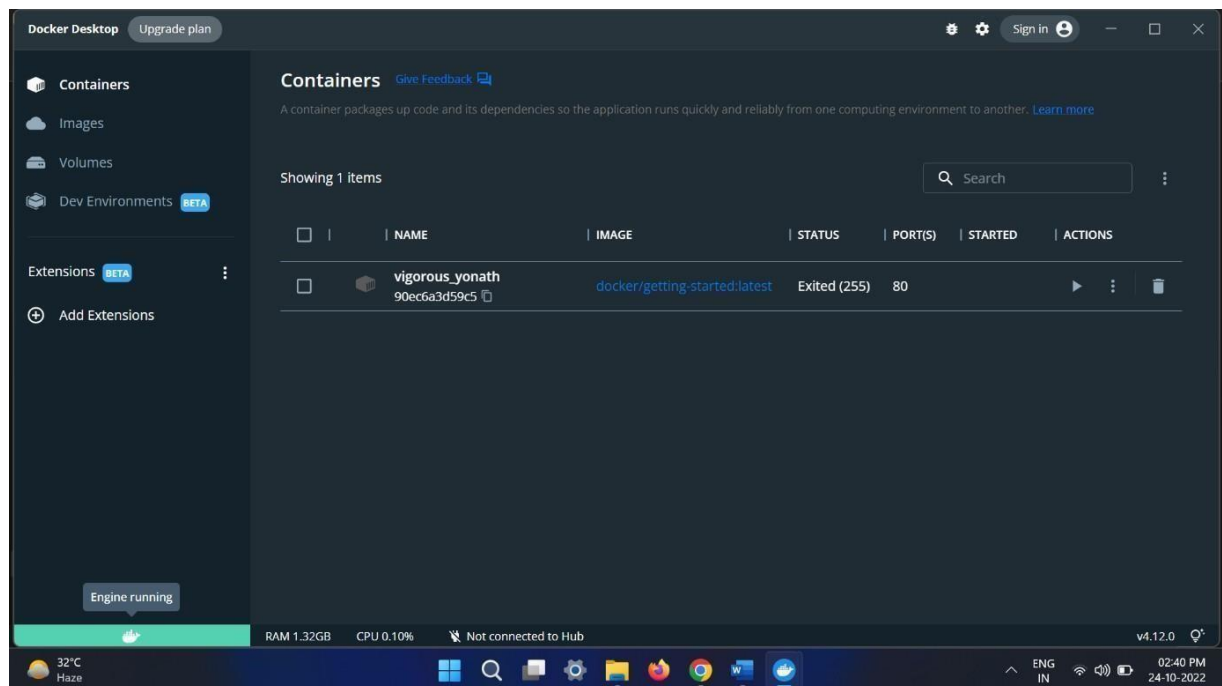 Docker Desktop Upgrade plan Sign in
Containers
Images
Volumes
Dev Environments BETA
Extensions BETA
Add Extensions
Containers Give Feedback
A container packages up code and its dependencies so the application runs quickly and reliably from one computing environment to another. Learn more
Showing 1 items Search
NAME IMAGE STATUS PORT(S) STARTED ACTIONS
vigorous_yonath docker/getting-started:latest Exited (255) 80
90ec6a3d59c5
Engine running
RAM 1.32GB CPU 0.10% Not connected to Hub v4.12.0
32°C ENG 02:40 PM
Haze IN 24-10-2022